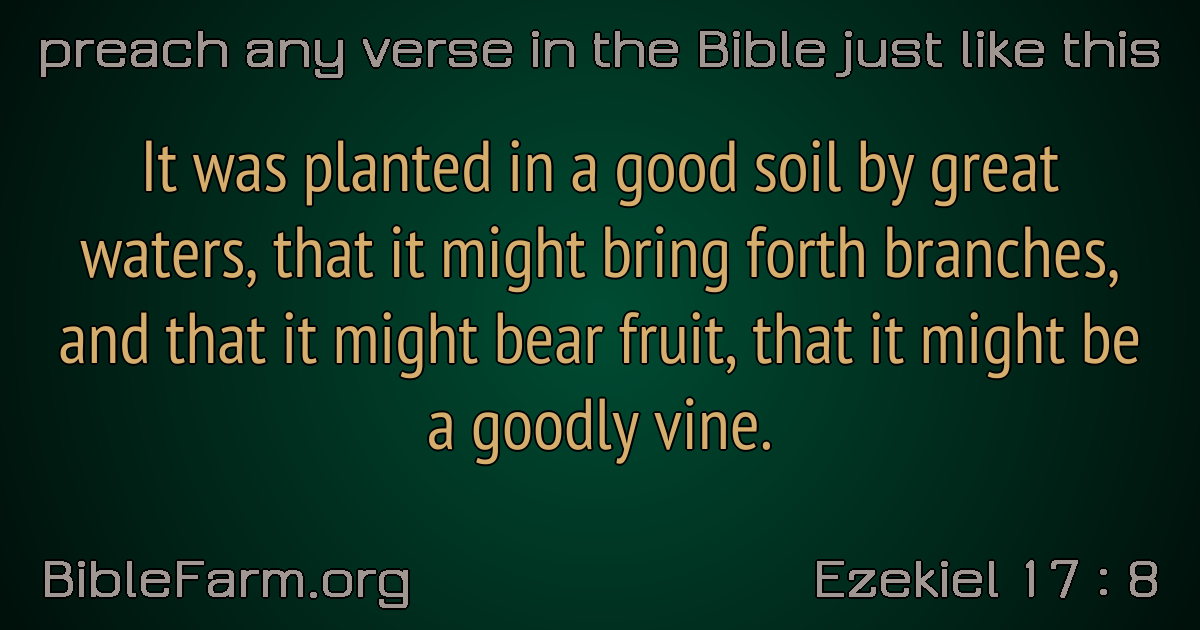 preach any verse in the Bible just like this
It was planted in a good soil by great
waters, that it might bring forth branches,
and that it might bear fruit, that it might be
a goodly vine.
BibleFarm.org
Ezekiel 17 : 8